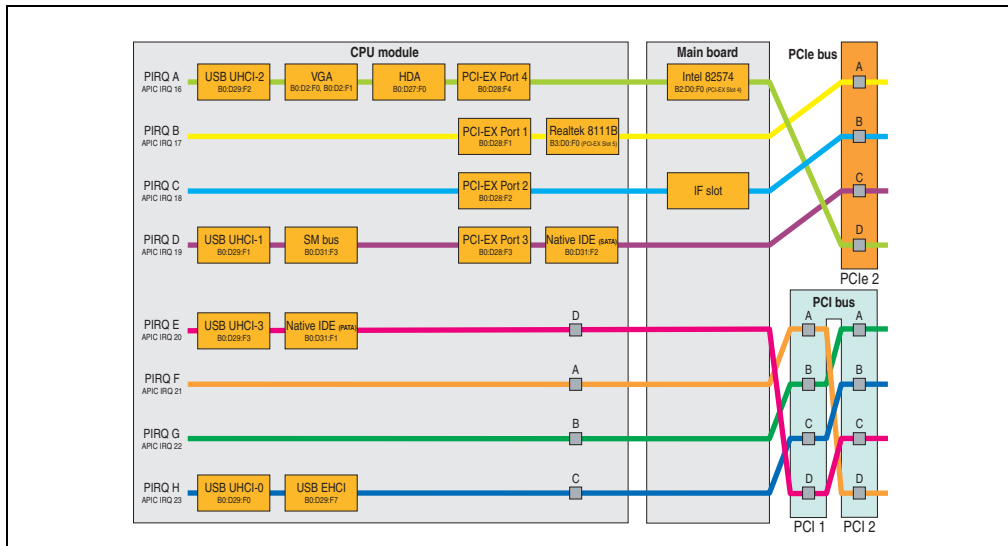 CPU module
Main board
PCIe bus
PIRQ A
APIC IRQ 16
USB UHCI-2
B0:D29:F2
VGA
B0:D2:F0, B0:D2:F1
HDA
B0:D27:F0
PCI-EX Port 4
B0:D28:F4
Intel 82574
B2:D0:F0 (PCI-EX Slot 4)
A
PIRQ B
APIC IRQ 17
PCI-EX Port 1
B0:D28:F1
Realtek 8111B
B3:D0:F0 (PCI-EX Slot 5)
B
PIRQ C
APIC IRQ 18
PCI-EX Port 2
B0:D28:F2
IF slot
C
PIRQ D
APIC IRQ 19
USB UHCI-1
B0:D29:F1
SM bus
B0:D31:F3
PCI-EX Port 3
B0:D28:F3
Native IDE (SATA)
B0:D31:F2
D
PCIe 2
PCI bus
PIRQ E
APIC IRQ 20
USB UHCI-3
B0:D29:F3
Native IDE (PATA)
B0:D31:F1
D
A
A
PIRQ F
APIC IRQ 21
A
B
B
PIRQ G
APIC IRQ 22
B
C
C
PIRQ H
APIC IRQ 23
USB UHCI-0
B0:D29:F0
USB EHCI
B0:D29:F7
C
D
D
PCI 1
PCI 2